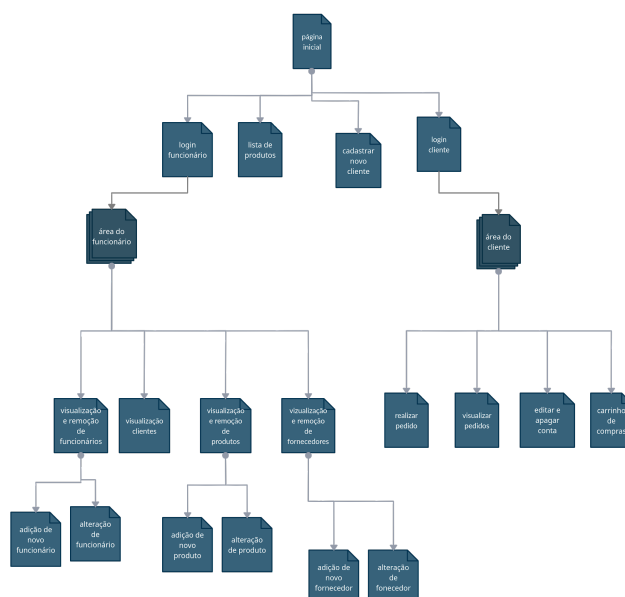 página
inicial
login
funcionário
lista de
produtos
cadastrar
novo
cliente
login
cliente
área do
funcionário
área do
cliente
visualização
e remoção
de
funcionários
visualização
clientes
visualização
e remoção
de
produtos
vizualização
e remoção
de
fornecedores
realizar
pedido
visualizar
pedidos
editar e
apagar
conta
carrinho
de
compras
adição de
novo
funcionário
alteração
de
funcionário
adição de
novo
produto
alteração
de produto
adição de
novo
fornecedor
alteração
de
fonecedor